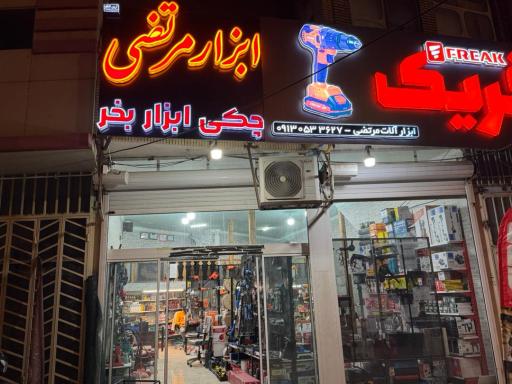 ابزار مرتضی
چکی ابزار بخر
FREAK
فریک
ابزار آلات مرتضی - ۰۹۱۳۰۵۳۳۶۲۷